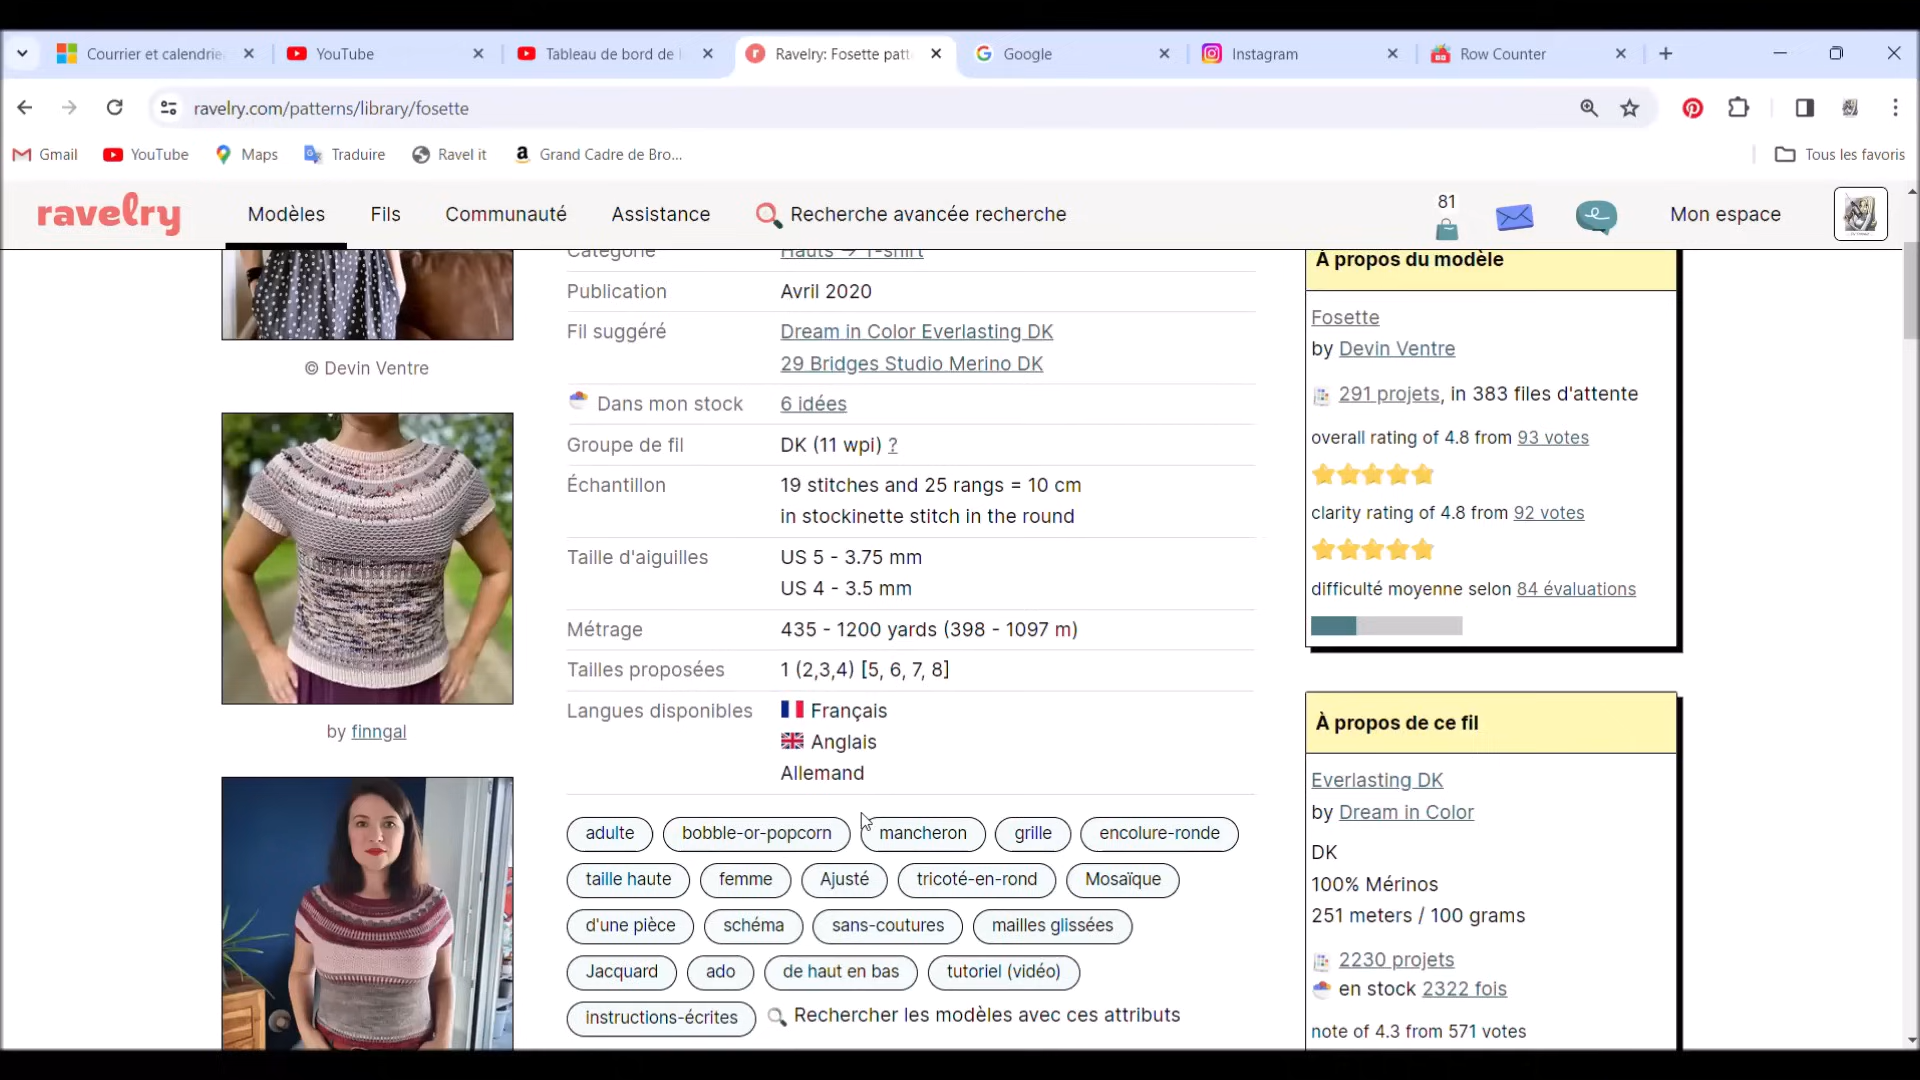 Courrier et calendrie
YouTube
Tableau de bord de l
Ravelry: Fosette patt
Google
Instagram
Row Counter
ravelry.com/patterns/library/fosette
Gmail
YouTube
Maps
Traduire
Ravel it
Grand Cadre de Bro...
Tous les favoris
ravelry
Modèles
Fils
Communauté
Assistance
Recherche avancée recherche
81
Mon espace
© Devin Ventre
by finngal
Catégorie Hauts → T-shirt
Publication Avril 2020
Fil suggéré Dream in Color Everlasting DK
29 Bridges Studio Merino DK
Dans mon stock 6 idées
Groupe de fil DK (11 wpi) ?
Échantillon 19 stitches and 25 rangs = 10 cm
in stockinette stitch in the round
Taille d'aiguilles US 5 - 3.75 mm
US 4 - 3.5 mm
Métrage 435 - 1200 yards (398 - 1097 m)
Tailles proposées 1 (2,3,4) [5, 6, 7, 8]
Langues disponibles Français
Anglais
Allemand
adulte bobble-or-popcorn mancheron grille encolure-ronde
taille haute femme Ajusté tricoté-en-rond Mosaïque
d'une pièce schéma sans-coutures mailles glissées
Jacquard ado de haut en bas tutoriel (vidéo)
instructions-écrites Rechercher les modèles avec ces attributs
À propos du modèle
Fosette
by Devin Ventre
291 projets, in 383 files d'attente
overall rating of 4.8 from 93 votes
clarity rating of 4.8 from 92 votes
difficulté moyenne selon 84 évaluations
À propos de ce fil
Everlasting DK
by Dream in Color
DK
100% Mérinos
251 meters / 100 grams
2230 projets
en stock 2322 fois
note of 4.3 from 571 votes